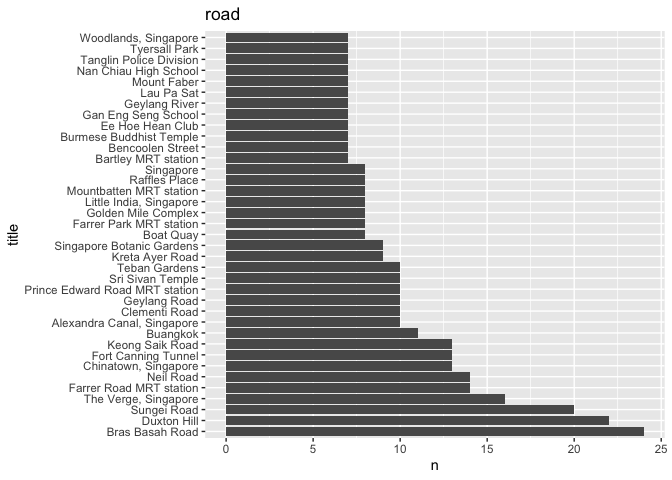 road
Woodlands, Singapore
Tyersall Park
Tanglin Police Division
Nan Chiau High School
Mount Faber
Lau Pa Sat
Geylang River
Gan Eng Seng School
Ee Hoe Hean Club
Burmese Buddhist Temple
Bencoolen Street
Bartley MRT station
Singapore
Raffles Place
Mountbatten MRT station
Little India, Singapore
Golden Mile Complex
Farrer Park MRT station
Boat Quay
Singapore Botanic Gardens
Kreta Ayer Road
Teban Gardens
Sri Sivan Temple
Prince Edward Road MRT station
Geylang Road
Clementi Road
Alexandra Canal, Singapore
Buangkok
Keong Saik Road
Fort Canning Tunnel
Chinatown, Singapore
Neil Road
Farrer Road MRT station
The Verge, Singapore
Sungei Road
Duxton Hill
Bras Basah Road
title
0 5 10 15 20 25
n